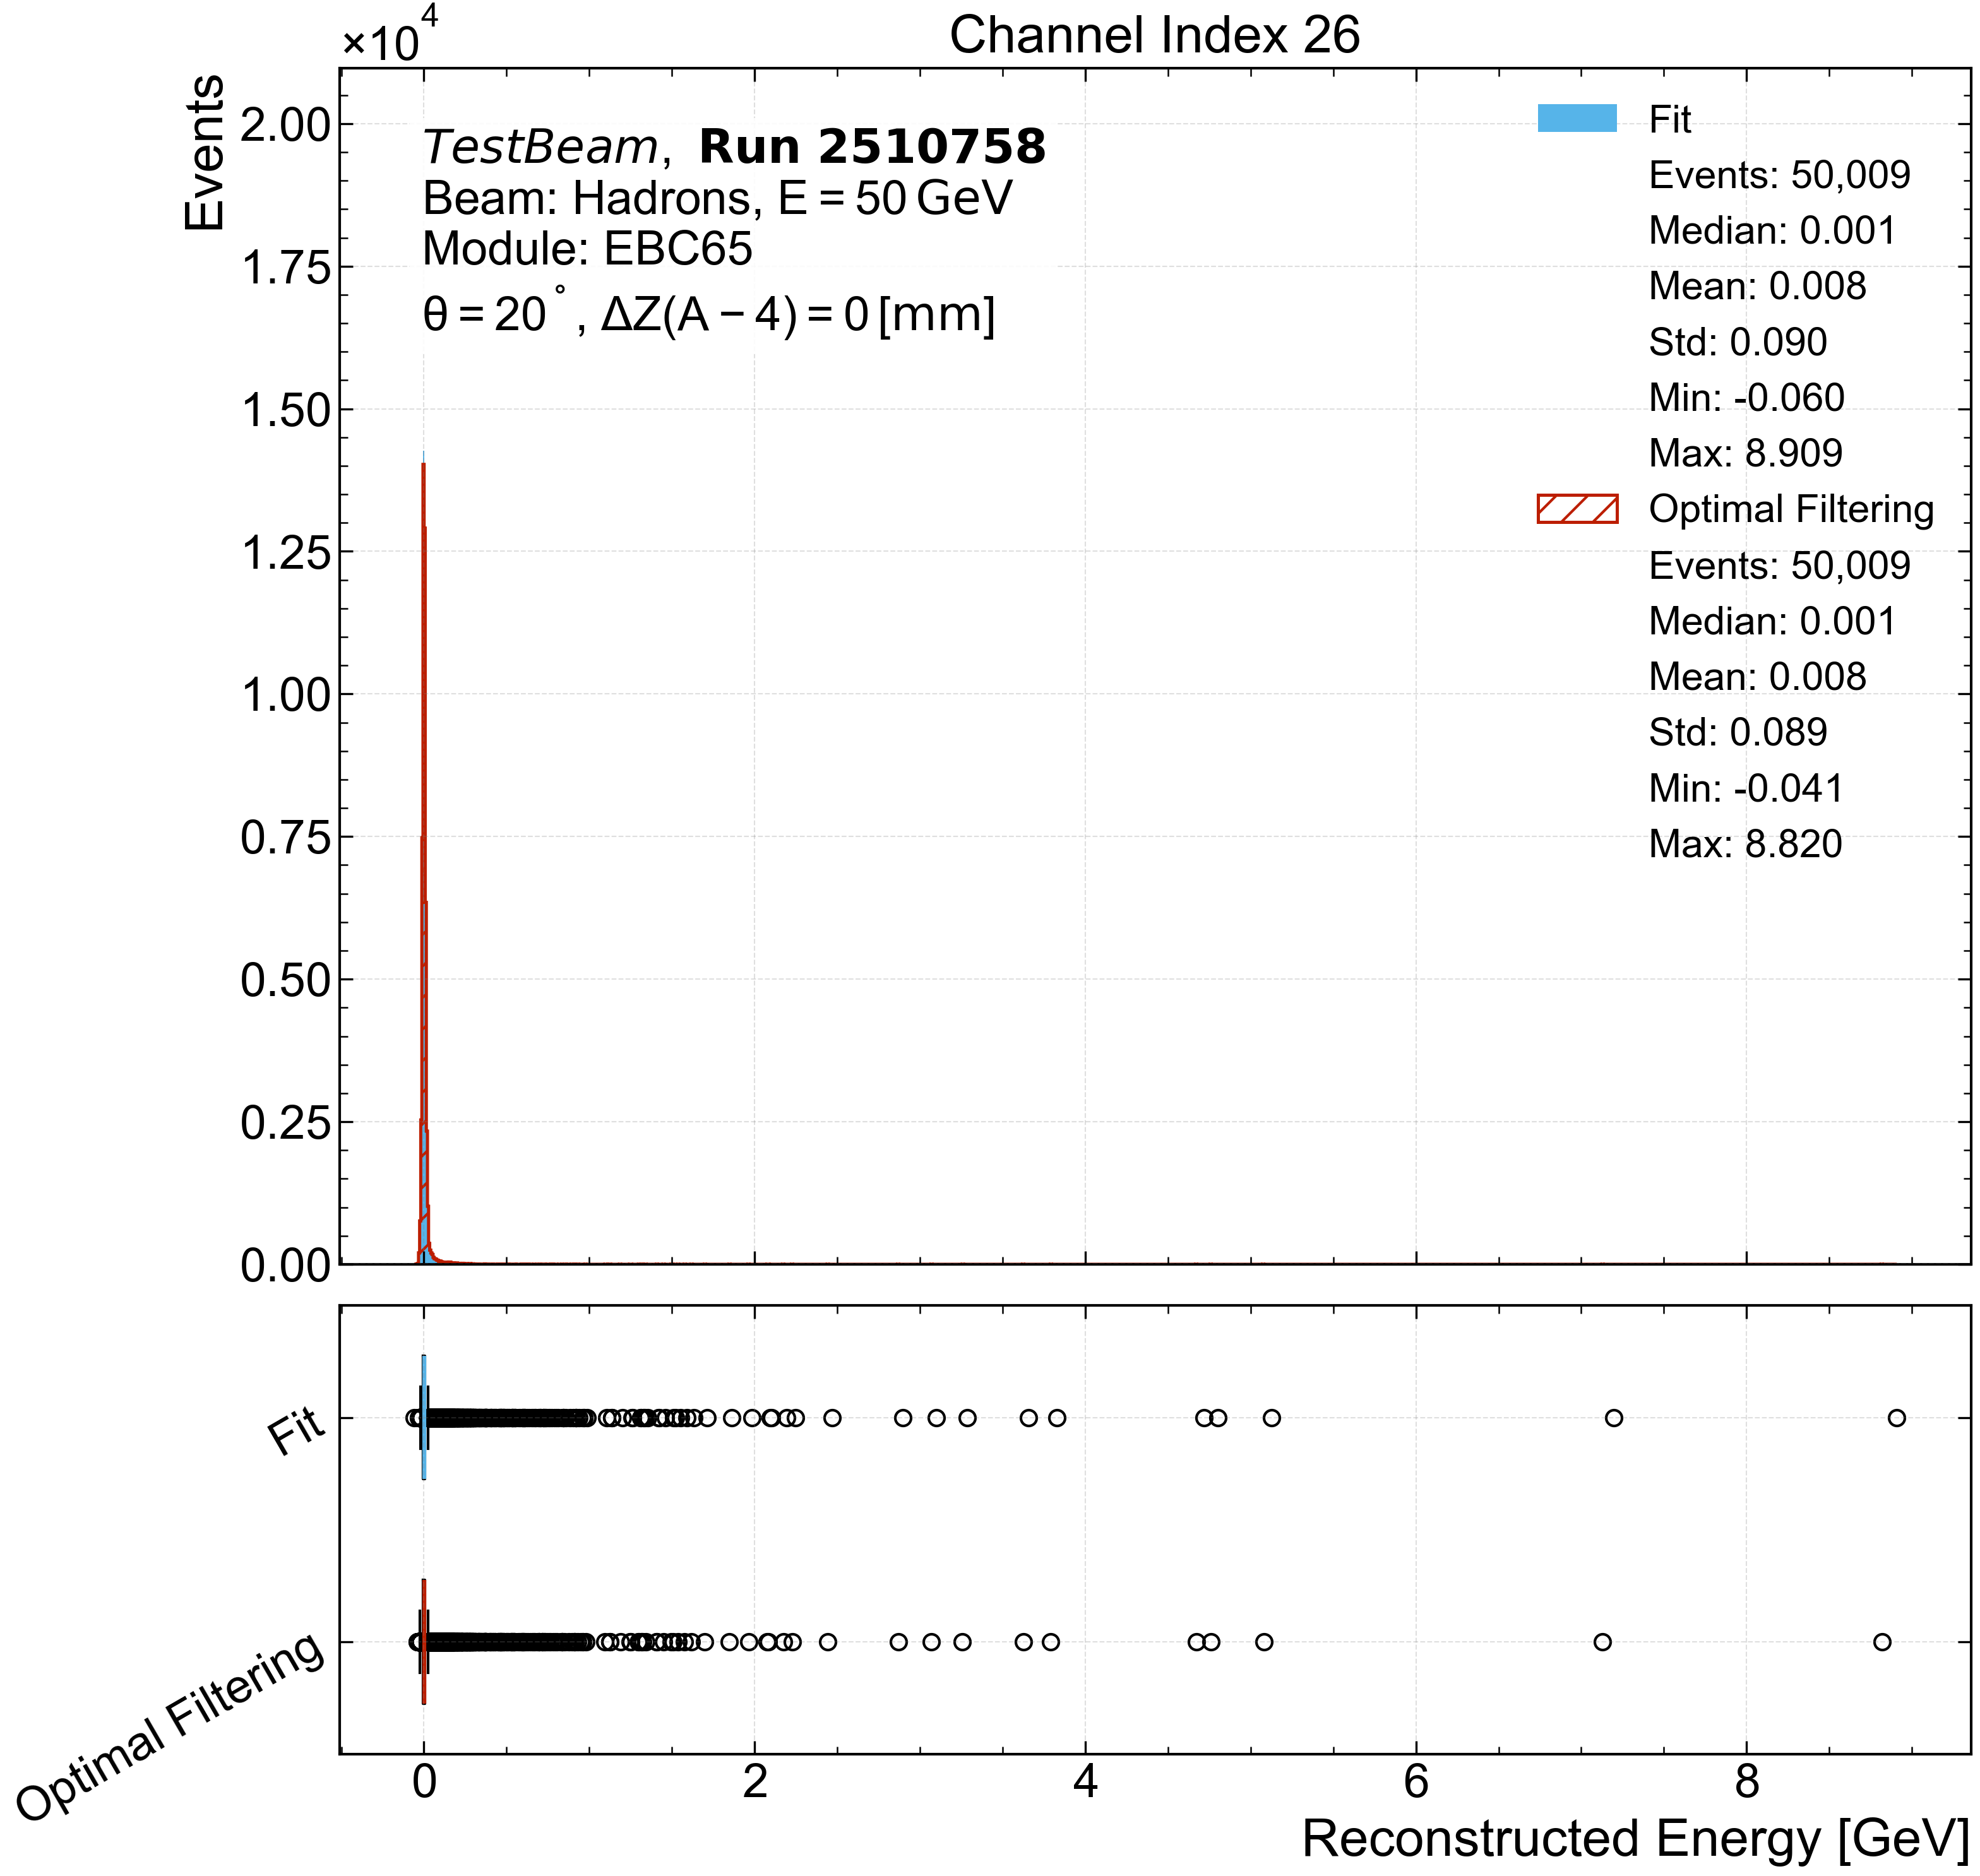 Channel Index 26
×10⁴
Events
2.00
1.75
1.50
1.25
1.00
0.75
0.50
0.25
0.00
TestBeam, Run 2510758
Beam: Hadrons, E = 50 GeV
Module: EBC65
θ = 20°, ΔZ(A − 4) = 0 [mm]
Fit
Events: 50,009
Median: 0.001
Mean: 0.008
Std: 0.090
Min: -0.060
Max: 8.909
Optimal Filtering
Events: 50,009
Median: 0.001
Mean: 0.008
Std: 0.089
Min: -0.041
Max: 8.820
Fit
Optimal Filtering
0 2 4 6 8
Reconstructed Energy [GeV]